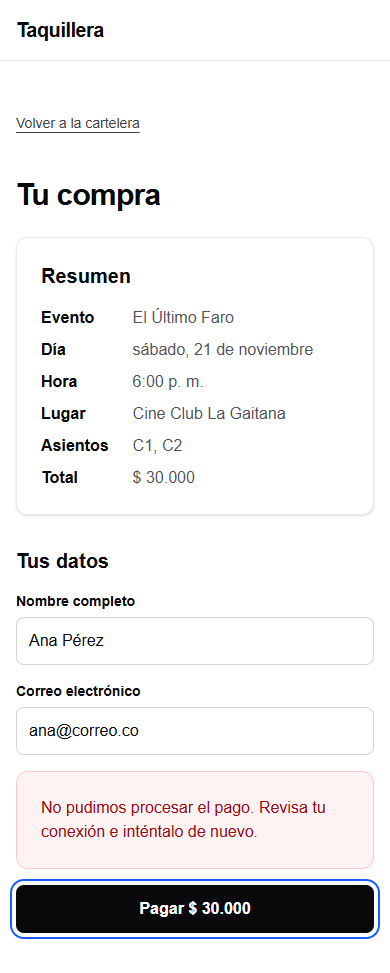 Taquillera
Volver a la cartelera
Tu compra
Resumen
Evento El Último Faro
Día sábado, 21 de noviembre
Hora 6:00 p. m.
Lugar Cine Club La Gaitana
Asientos C1, C2
Total $ 30.000
Tus datos
Nombre completo
Ana Pérez
Correo electrónico
ana@correo.co
No pudimos procesar el pago. Revisa tu
conexión e inténtalo de nuevo.
Pagar $ 30.000